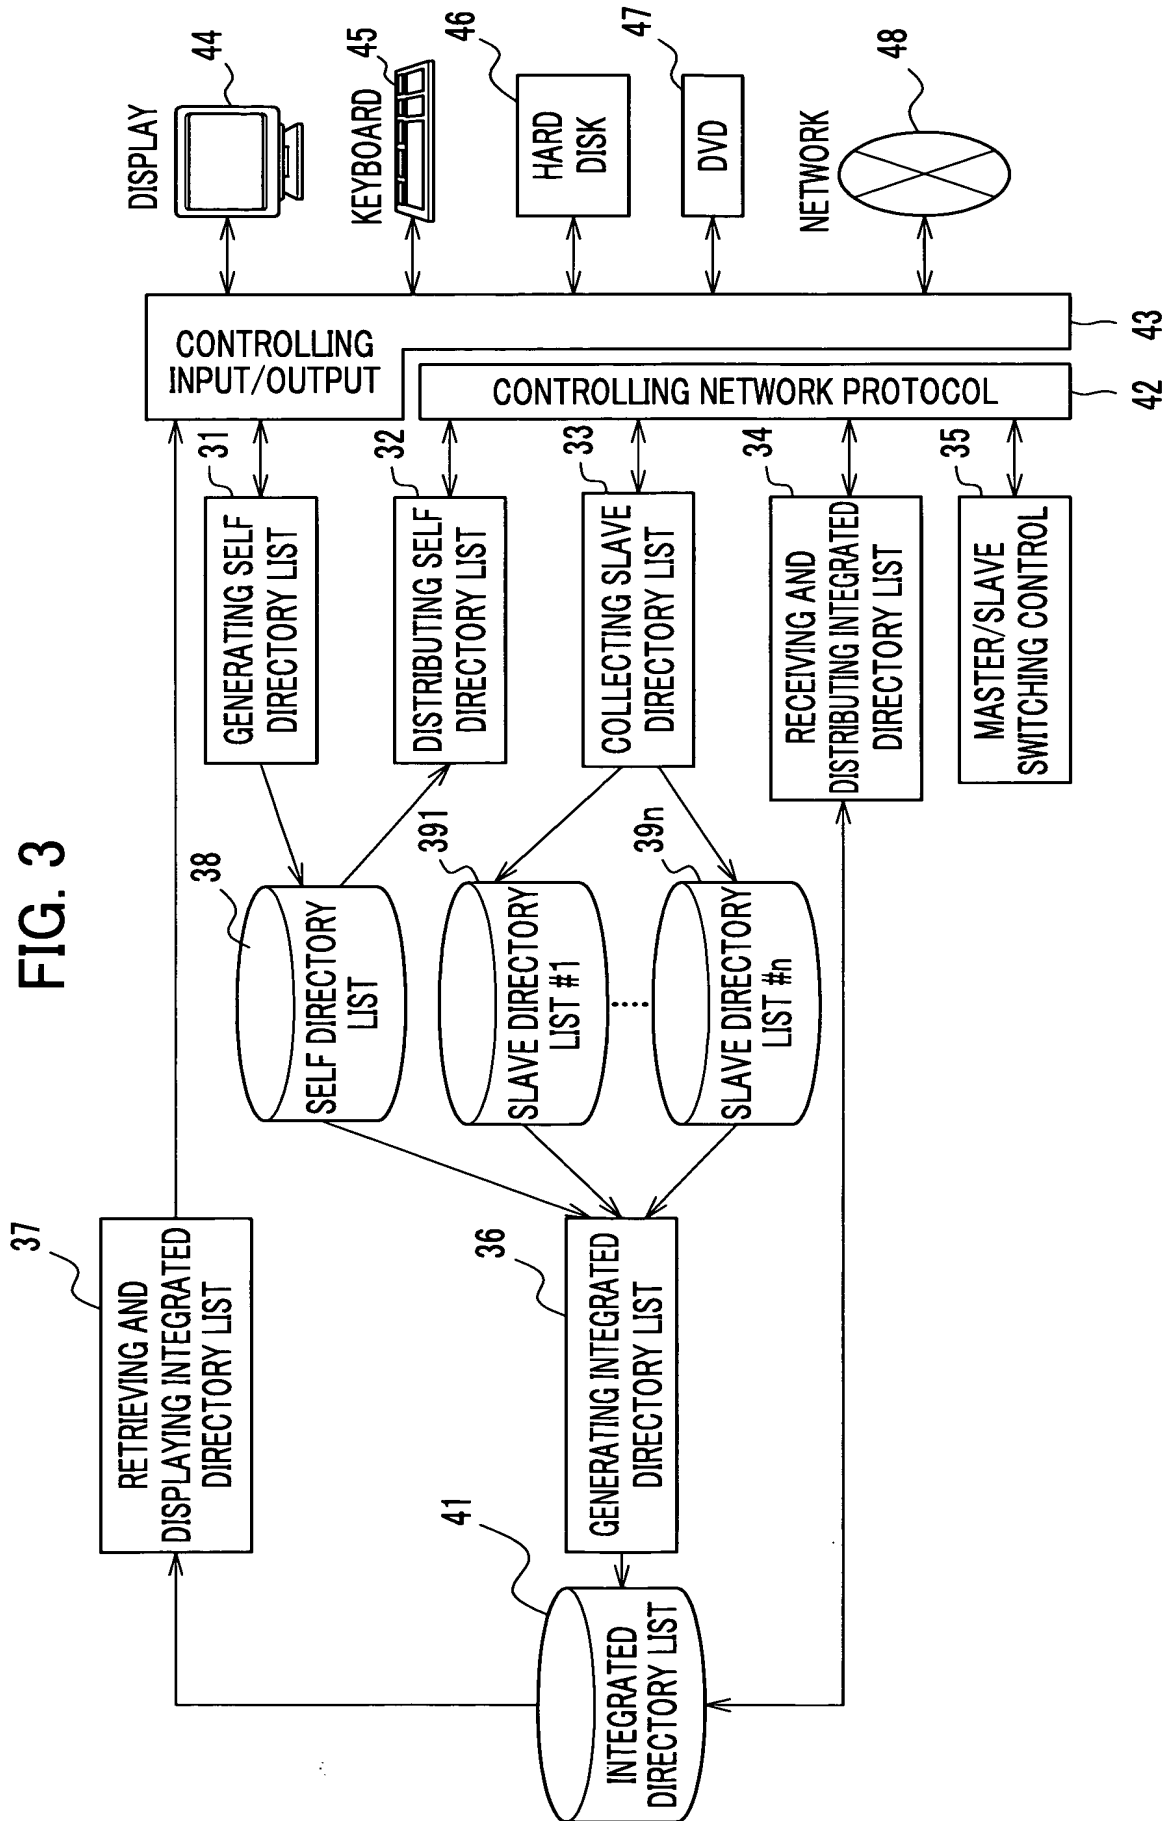 FIG. 3
37
RETRIEVING AND
DISPLAYING INTEGRATED
DIRECTORY LIST
41
INTEGRATED
DIRECTORY LIST
36
GENERATING INTEGRATED
DIRECTORY LIST
38
SELF DIRECTORY
LIST
391
SLAVE DIRECTORY
LIST #1
39n
SLAVE DIRECTORY
LIST #n
31
GENERATING SELF
DIRECTORY LIST
32
DISTRIBUTING SELF
DIRECTORY LIST
33
COLLECTING SLAVE
DIRECTORY LIST
34
RECEIVING AND
DISTRIBUTING INTEGRATED
DIRECTORY LIST
35
MASTER/SLAVE
SWITCHING CONTROL
CONTROLLING
INPUT/OUTPUT
43
CONTROLLING NETWORK PROTOCOL
42
DISPLAY
44
KEYBOARD
45
HARD
DISK
46
DVD
47
NETWORK
48